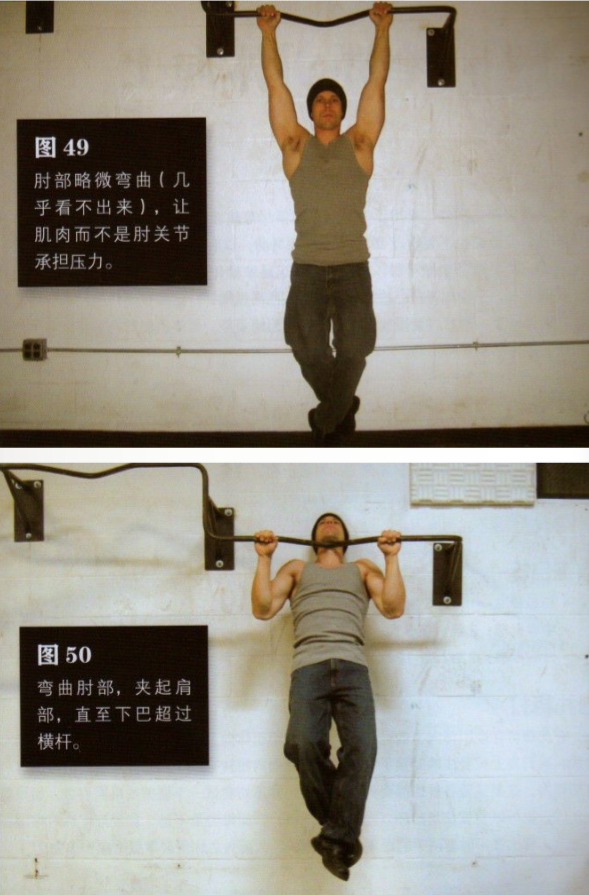 图 49
肘部略微弯曲（几
乎看不出来），让
肌肉而不是肘关节
承担压力。
图 50
弯曲肘部，夹起肩
部，直至下巴超过
横杆。